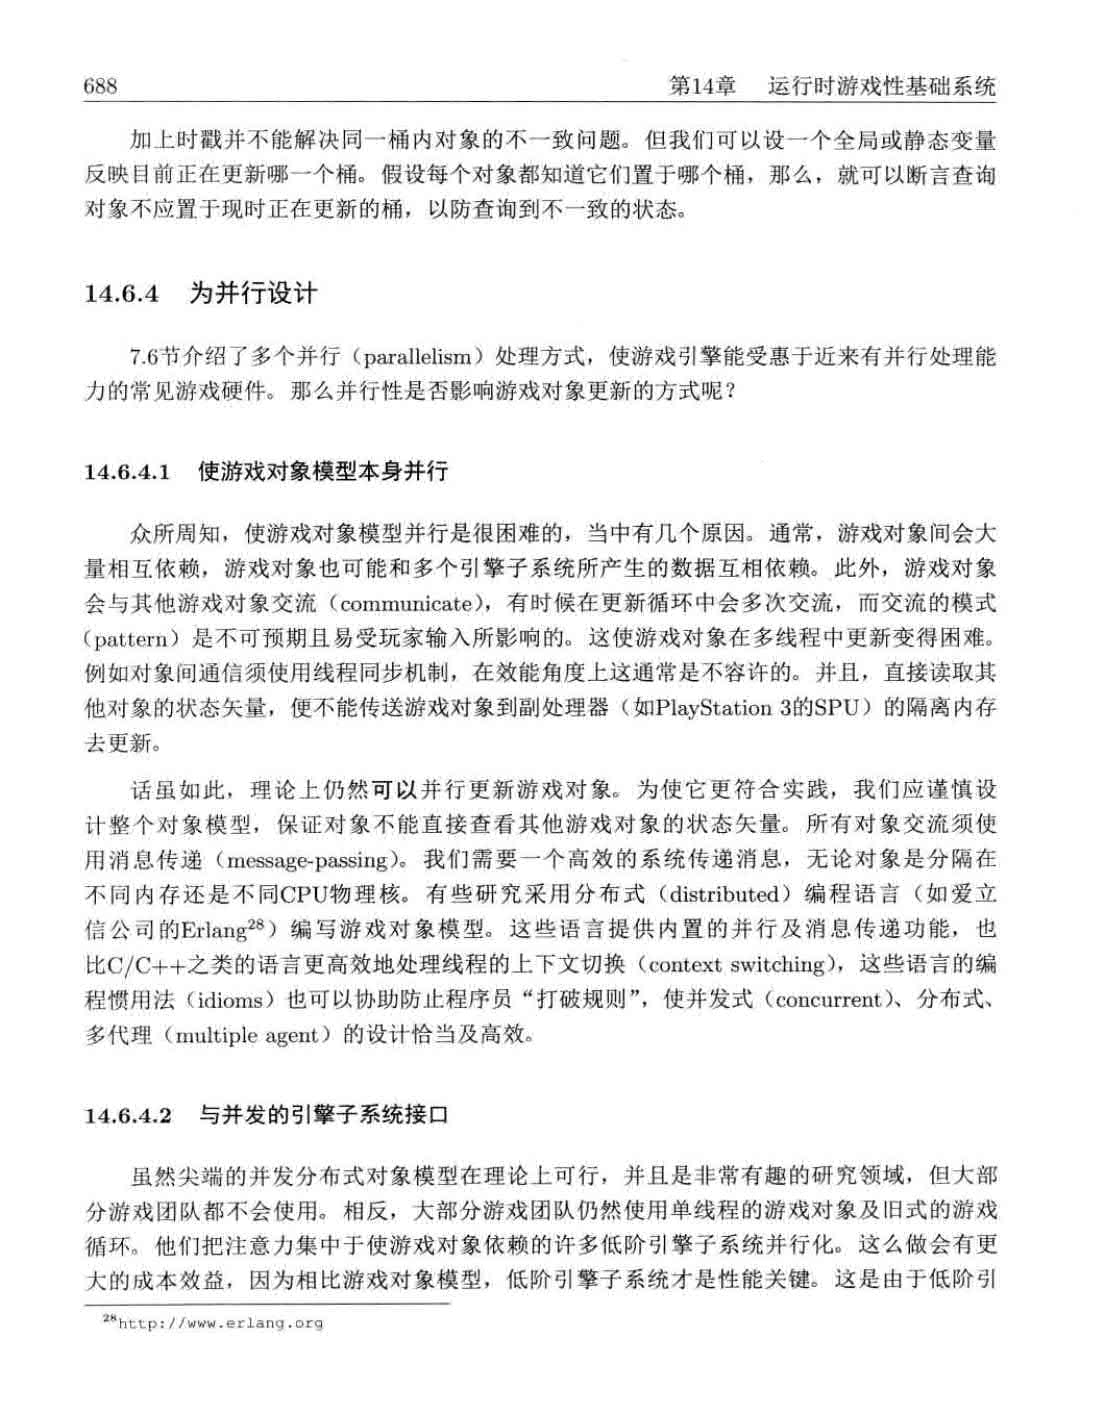 688 第14章 运行时游戏性基础系统
加上时戳并不能解决同一桶内对象的不一致问题。但我们可以设一个全局或静态变量
反映目前正在更新哪一个桶。假设每个对象都知道它们置于哪个桶，那么，就可以断言查询
对象不应置于现时正在更新的桶，以防查询到不一致的状态。
14.6.4 为并行设计
7.6节介绍了多个并行（parallelism）处理方式，使游戏引擎能受惠于近来有并行处理能
力的常见游戏硬件。那么并行性是否影响游戏对象更新的方式呢？
14.6.4.1 使游戏对象模型本身并行
众所周知，使游戏对象模型并行是很困难的，当中有几个原因。通常，游戏对象间会大
量相互依赖，游戏对象也可能和多个引擎子系统所产生的数据互相依赖。此外，游戏对象
会与其他游戏对象交流（communicate），有时候在更新循环中会多次交流，而交流的模式
（pattern）是不可预期且易受玩家输入所影响的。这使游戏对象在多线程中更新变得困难。
例如对象间通信须使用线程同步机制，在效能角度上这通常是不容许的。并且，直接读取其
他对象的状态矢量，便不能传送游戏对象到副处理器（如PlayStation 3的SPU）的隔离内存
去更新。
话虽如此，理论上仍然可以并行更新游戏对象。为使它更符合实践，我们应谨慎设
计整个对象模型，保证对象不能直接查看其他游戏对象的状态矢量。所有对象交流须使
用消息传递（message-passing）。我们需要一个高效的系统传递消息，无论对象是分隔在
不同内存还是不同CPU物理核。有些研究采用分布式（distributed）编程语言（如爱立
信公司的Erlang²⁸）编写游戏对象模型。这些语言提供内置的并行及消息传递功能，也
比C/C++之类的语言更高效地处理线程的上下文切换（context switching），这些语言的编
程惯用法（idioms）也可以协助防止程序员“打破规则”，使并发式（concurrent）、分布式、
多代理（multiple agent）的设计恰当及高效。
14.6.4.2 与并发的引擎子系统接口
虽然尖端的并发分布式对象模型在理论上可行，并且是非常有趣的研究领域，但大部
分游戏团队都不会使用。相反，大部分游戏团队仍然使用单线程的游戏对象及旧式的游戏
循环。他们把注意力集中于使游戏对象依赖的许多低阶引擎子系统并行化。这么做会有更
大的成本效益，因为相比游戏对象模型，低阶引擎子系统才是性能关键。这是由于低阶引
²⁸http://www.erlang.org